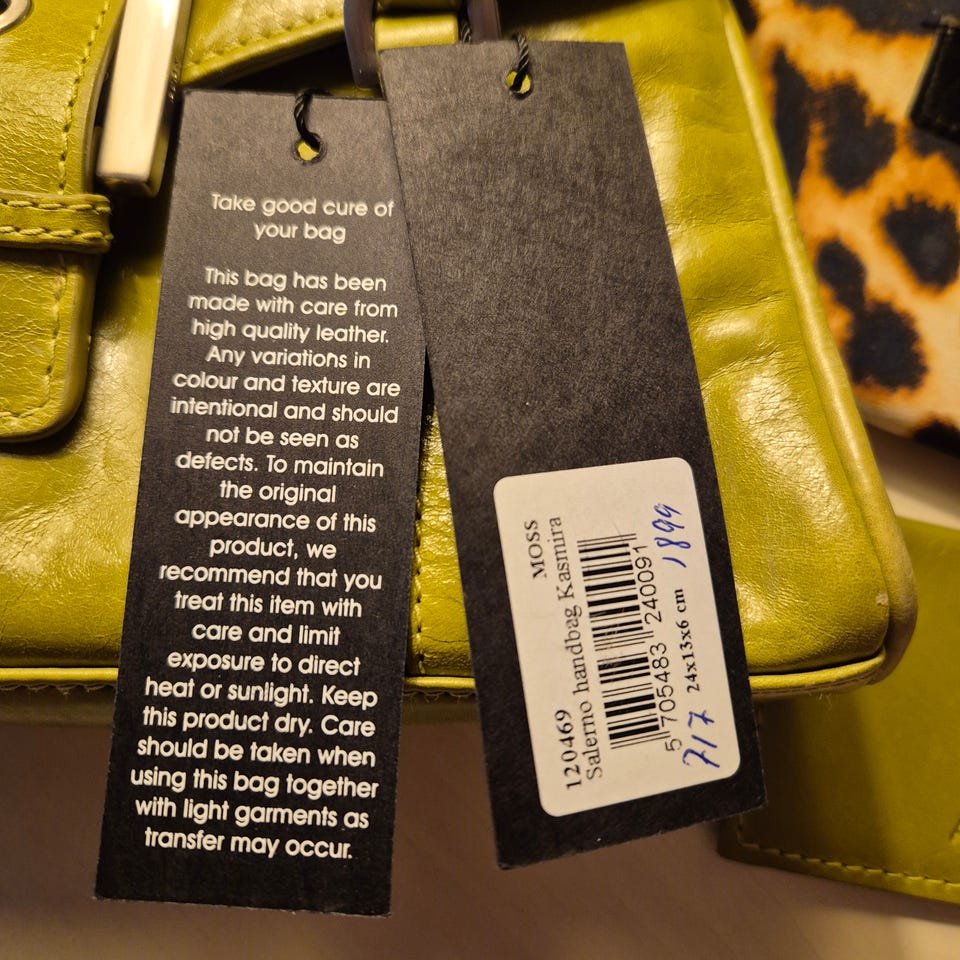 Take good cure of
your bag
This bag has been
made with care from
high quality leather.
Any variations in
colour and texture are
intentional and should
not be seen as
defects. To maintain
the original
appearance of this
product, we
recommend that you
treat this item with
care and limit
exposure to direct
heat or sunlight. Keep
this product dry. Care
should be taken when
using this bag together
with light garments as
transfer may occur.
120469
MOSS
Salerno handbag Kasmira
5 705483 240091
24x13x6 cm
717
1899